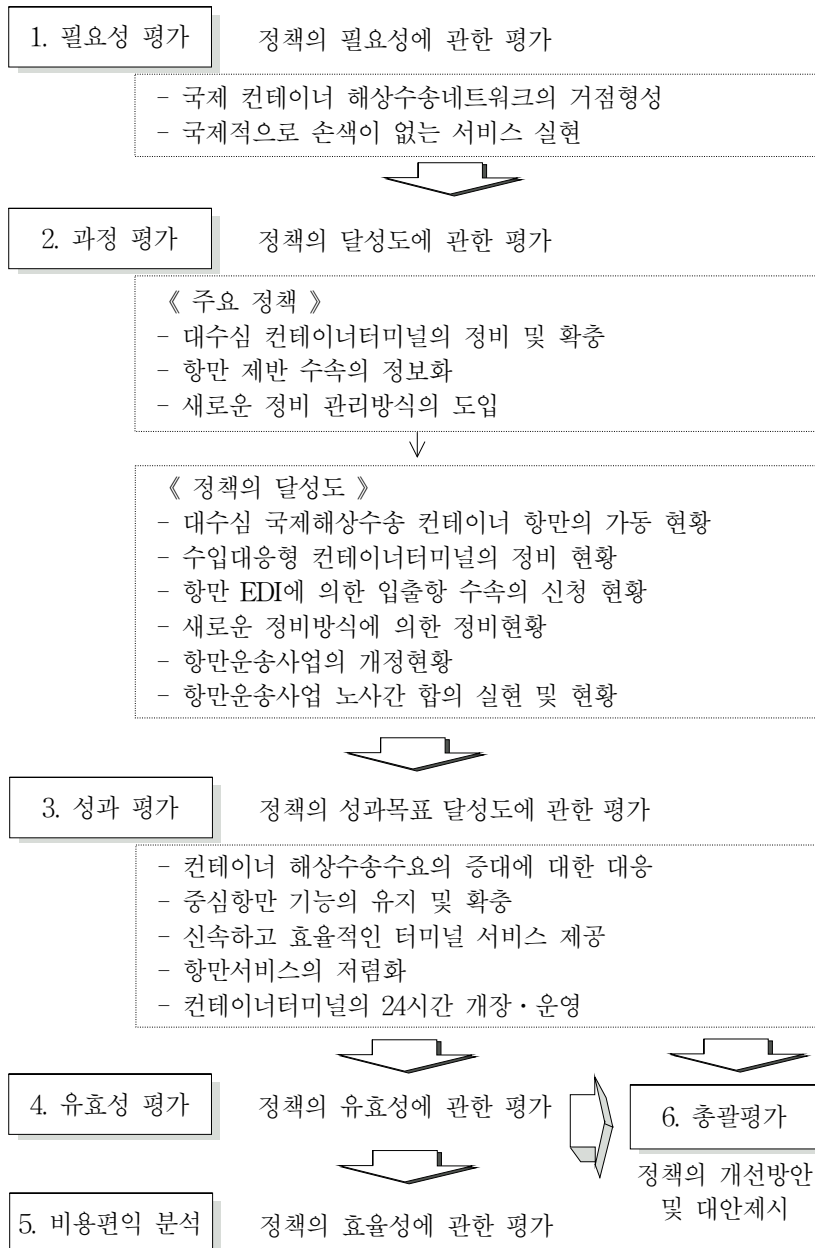 1. 필요성 평가 정책의 필요성에 관한 평가
- 국제 컨테이너 해상수송네트워크의 거점형성
- 국제적으로 손색이 없는 서비스 실현
2. 과정 평가 정책의 달성도에 관한 평가
《 주요 정책 》
- 대수심 컨테이너터미널의 정비 및 확충
- 항만 제반 수속의 정보화
- 새로운 정비 관리방식의 도입
《 정책의 달성도 》
- 대수심 국제해상수송 컨테이너 항만의 가동 현황
- 수입대응형 컨테이너터미널의 정비 현황
- 항만 EDI에 의한 입출항 수속의 신청 현황
- 새로운 정비방식에 의한 정비현황
- 항만운송사업의 개정현황
- 항만운송사업 노사간 합의 실현 및 현황
3. 성과 평가 정책의 성과목표 달성도에 관한 평가
- 컨테이너 해상수송수요의 증대에 대한 대응
- 중심항만 기능의 유지 및 확충
- 신속하고 효율적인 터미널 서비스 제공
- 항만서비스의 저렴화
- 컨테이너터미널의 24시간 개장·운영
4. 유효성 평가 정책의 유효성에 관한 평가
6. 총괄평가
정책의 개선방안
및 대안제시
5. 비용편익 분석 정책의 효율성에 관한 평가